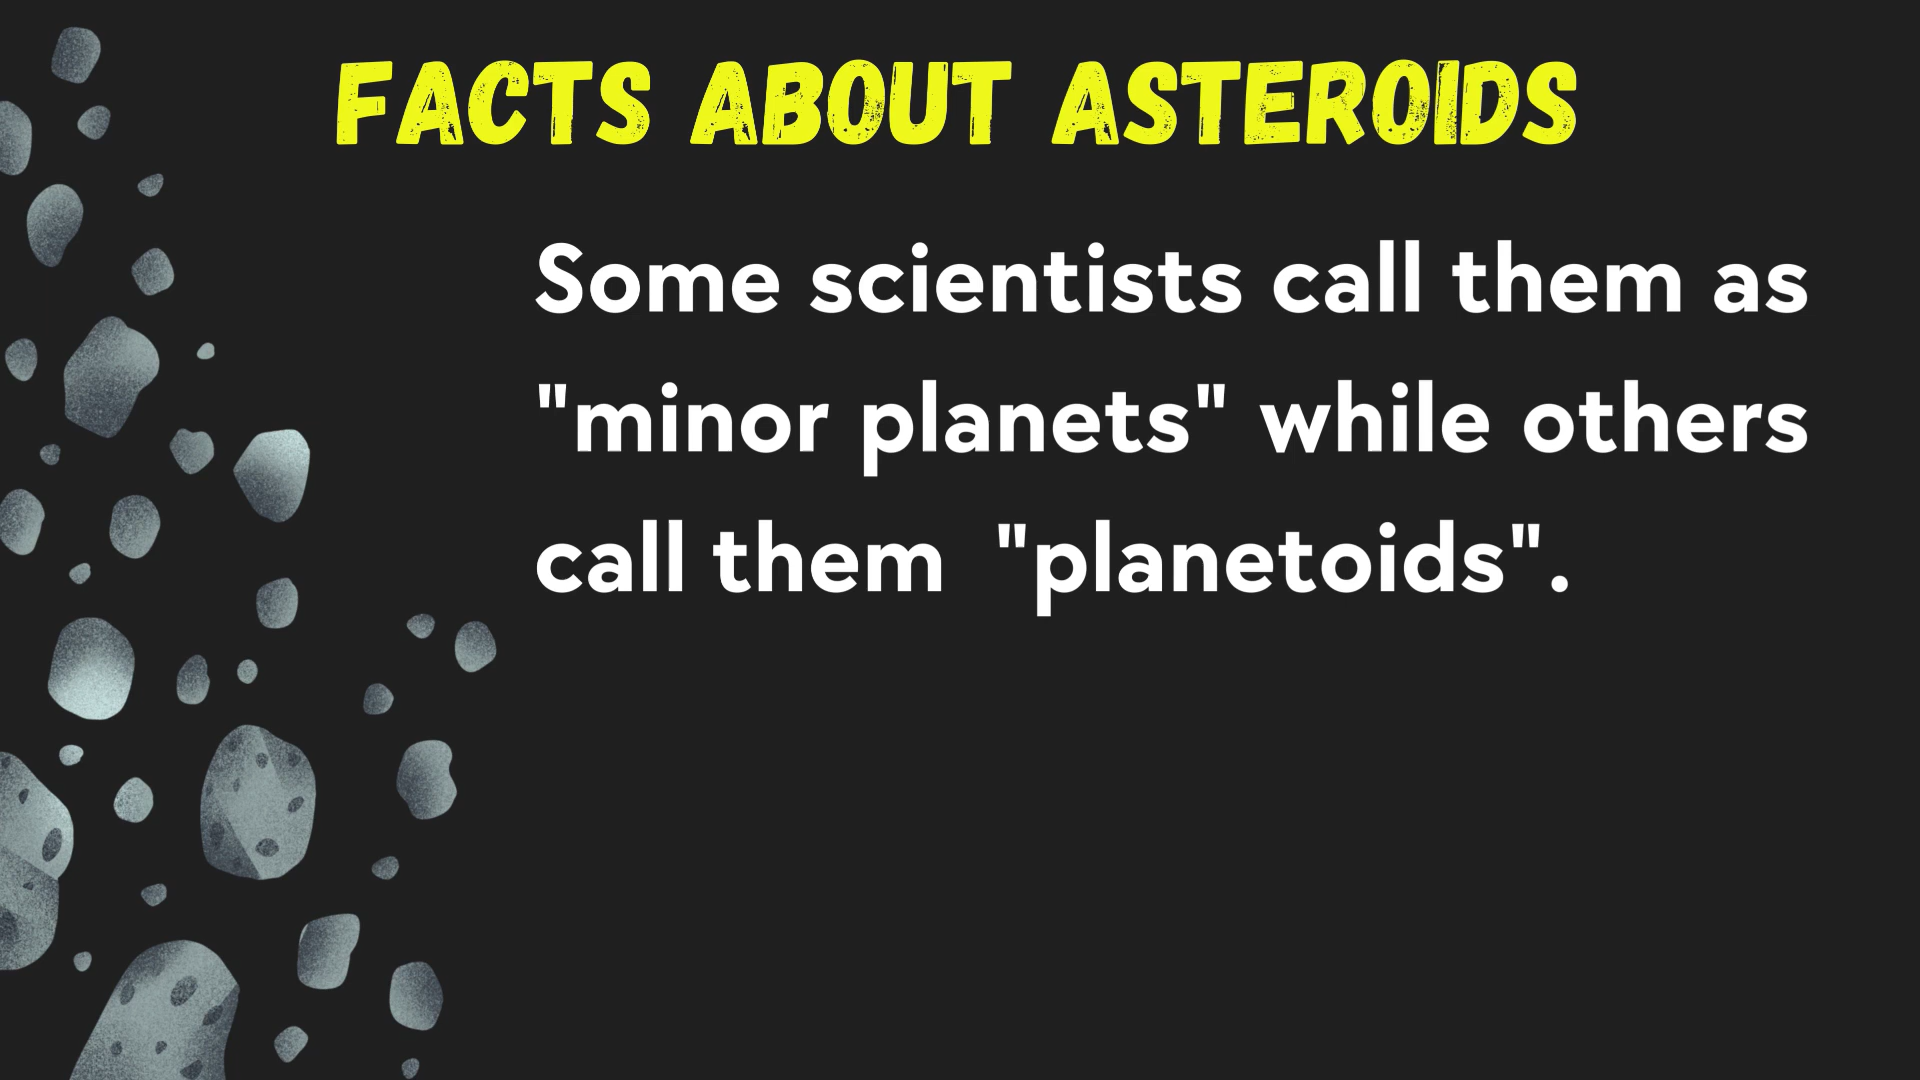 FACTS ABOUT ASTEROIDS
Some scientists call them as
"minor planets" while others
call them "planetoids".